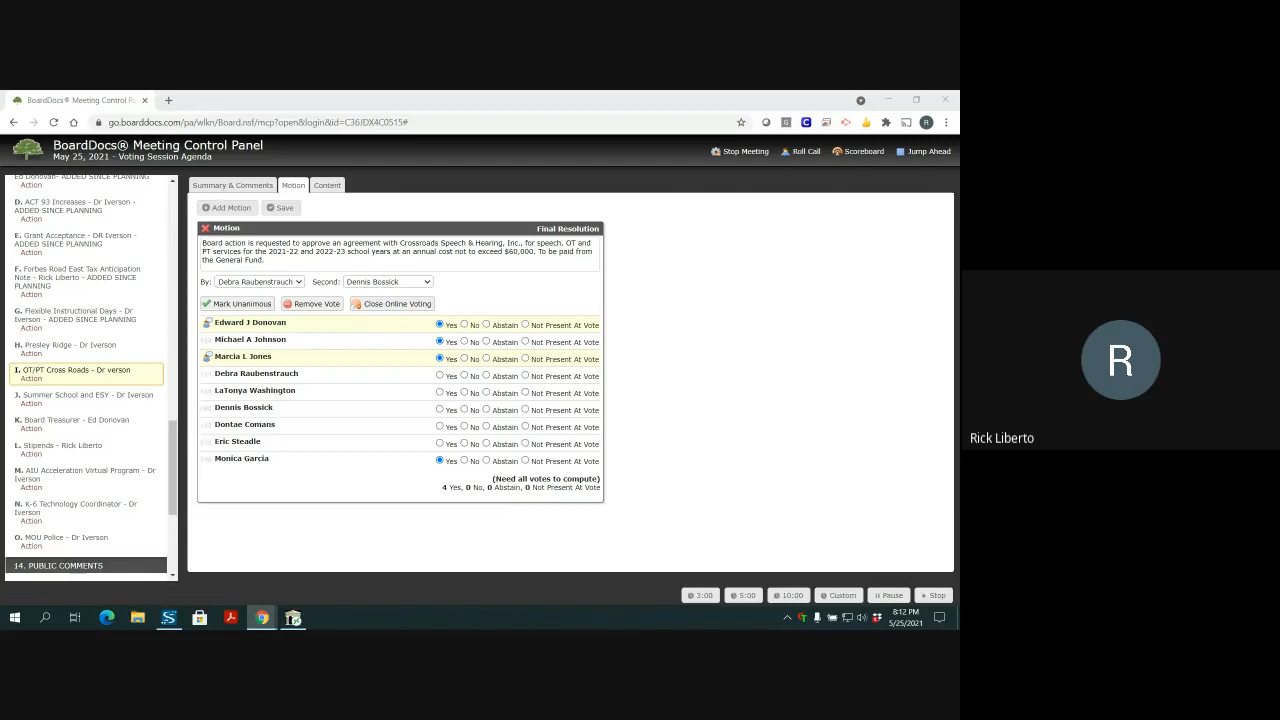 BoardDocs® Meeting Control Pa
go.boarddocs.com/pa/wlkn/Board.nsf/mcp?open&login&id=C36JDX4C0515#
R
BoardDocs® Meeting Control Panel
May 25, 2021 - Voting Session Agenda
Stop Meeting
Roll Call
Scoreboard
Jump Ahead
Ed Donovan- ADDED SINCE PLANNING
Action
D. ACT 93 Increases - Dr Iverson -
ADDED SINCE PLANNING
Action
E. Grant Acceptance - DR Iverson -
ADDED SINCE PLANNING
Action
F. Forbes Road East Tax Anticipation
Note - Rick Liberto - ADDED SINCE
PLANNING
Action
G. Flexible Instructional Days - Dr
Iverson - ADDED SINCE PLANNING
Action
H. Presley Ridge - Dr Iverson
Action
I. OT/PT Cross Roads - Dr verson
Action
J. Summer School and ESY - Dr Iverson
Action
K. Board Treasurer - Ed Donovan
Action
L. Stipends - Rick Liberto
Action
M. AIU Acceleration Virtual Program - Dr
Iverson
Action
N. K-6 Technology Coordinator - Dr
Iverson
Action
O. MOU Police - Dr Iverson
Action
14. PUBLIC COMMENTS
Summary & Comments
Motion
Content
Add Motion
Save
Motion
Final Resolution
Board action is requested to approve an agreement with Crossroads Speech & Hearing, Inc., for speech, OT and
PT services for the 2021-22 and 2022-23 school years at an annual cost not to exceed $60,000. To be paid from
the General Fund.
By: Debra Raubenstrauch Second: Dennis Bossick
Mark Unanimous
Remove Vote
Close Online Voting
Edward J Donovan Yes No Abstain Not Present At Vote
Michael A Johnson Yes No Abstain Not Present At Vote
Marcia L Jones Yes No Abstain Not Present At Vote
Debra Raubenstrauch Yes No Abstain Not Present At Vote
LaTonya Washington Yes No Abstain Not Present At Vote
Dennis Bossick Yes No Abstain Not Present At Vote
Dontae Comans Yes No Abstain Not Present At Vote
Eric Steadle Yes No Abstain Not Present At Vote
Monica Garcia Yes No Abstain Not Present At Vote
(Need all votes to compute)
4 Yes, 0 No, 0 Abstain, 0 Not Present At Vote
3:00
5:00
10:00
Custom
Pause
Stop
8:12 PM
5/25/2021
R
Rick Liberto